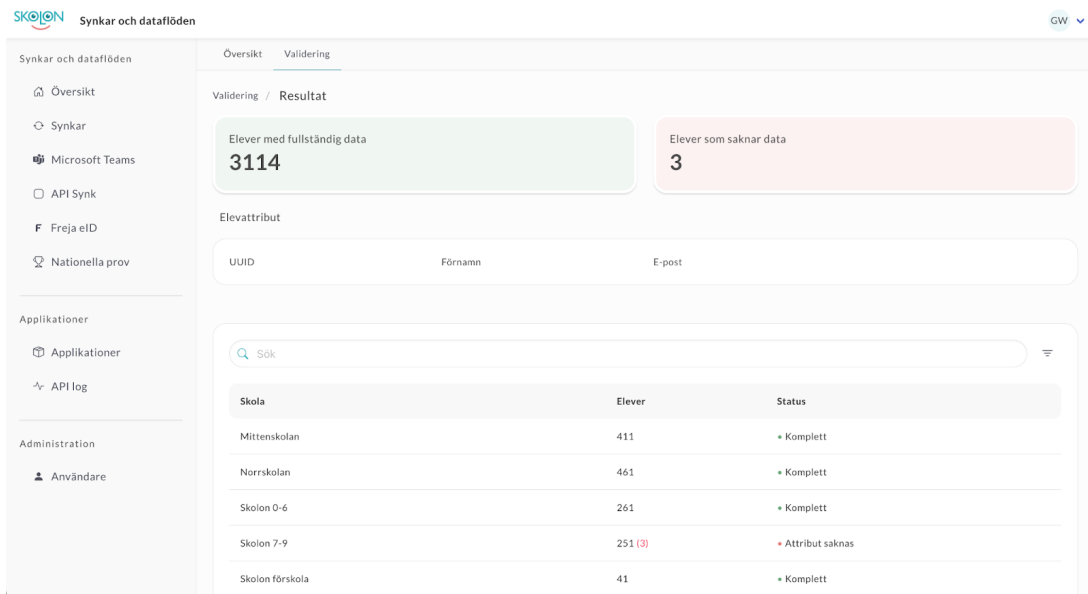 SKOLON Synkar och dataflöden GW
Synkar och dataflöden
Översikt
Synkar
Microsoft Teams
API Synk
F Freja eID
Nationella prov
Applikationer
Applikationer
API log
Administration
Användare
Översikt Validering
Validering / Resultat
Elever med fullständig data
3114
Elever som saknar data
3
Elevattribut
UUID Förnamn E-post
Sök
Skola Elever Status
Mittenskolan 411 • Komplett
Norrskolan 461 • Komplett
Skolon 0-6 261 • Komplett
Skolon 7-9 251 (3) • Attribut saknas
Skolon förskola 41 • Komplett